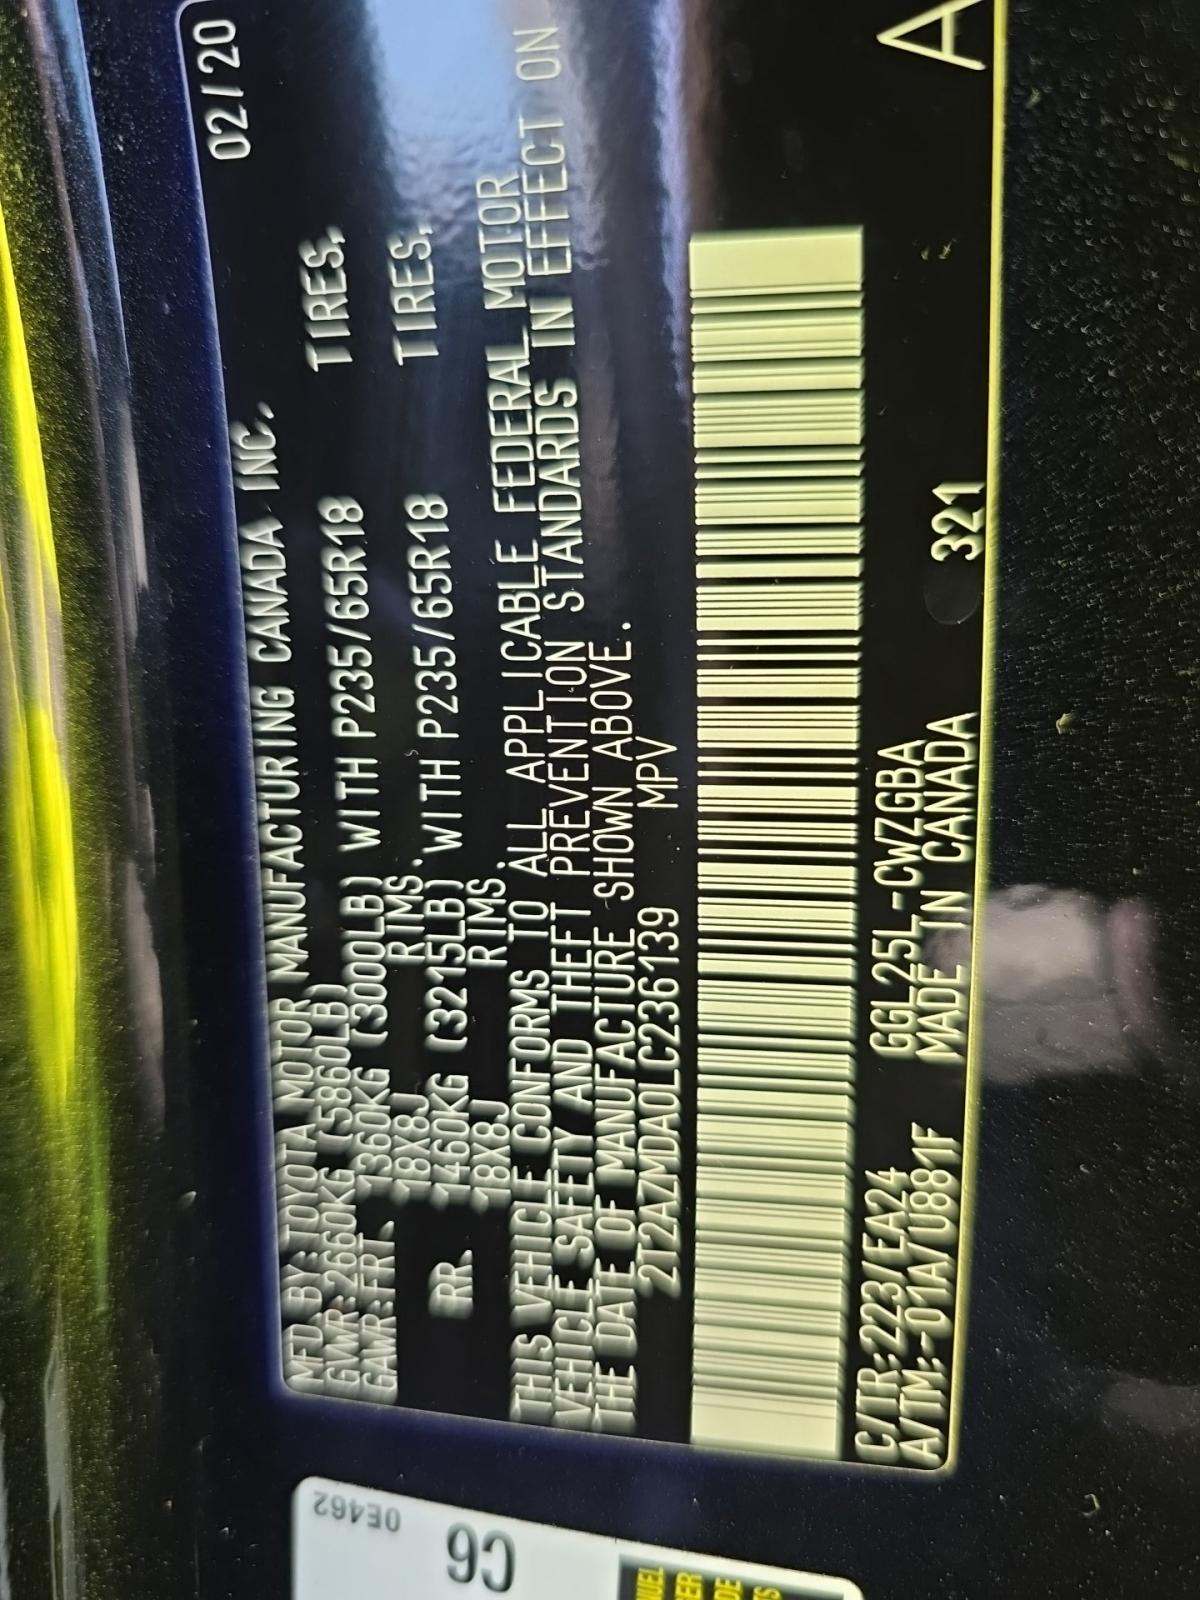 MFD. BY: TOYOTA MOTOR MANUFACTURING CANADA INC. 02/20
GVWR:2660KG (5860LB)
GAWR:FRT. 1360KG (3000LB) WITH P235/65R18 TIRES,
18X8J RIMS.
RR. 1460KG (3215LB) WITH P235/65R18 TIRES,
18X8J RIMS.
THIS VEHICLE CONFORMS TO ALL APPLICABLE FEDERAL MOTOR
VEHICLE SAFETY AND THEFT PREVENTION STANDARDS IN EFFECT ON
THE DATE OF MANUFACTURE SHOWN ABOVE.
2T2AZMDA0LC236139 MPV
C/TR:223/EA24 GGL25L-CWZGBA
A/TM:-01A/U881F MADE IN CANADA 321
A
0E462
C6